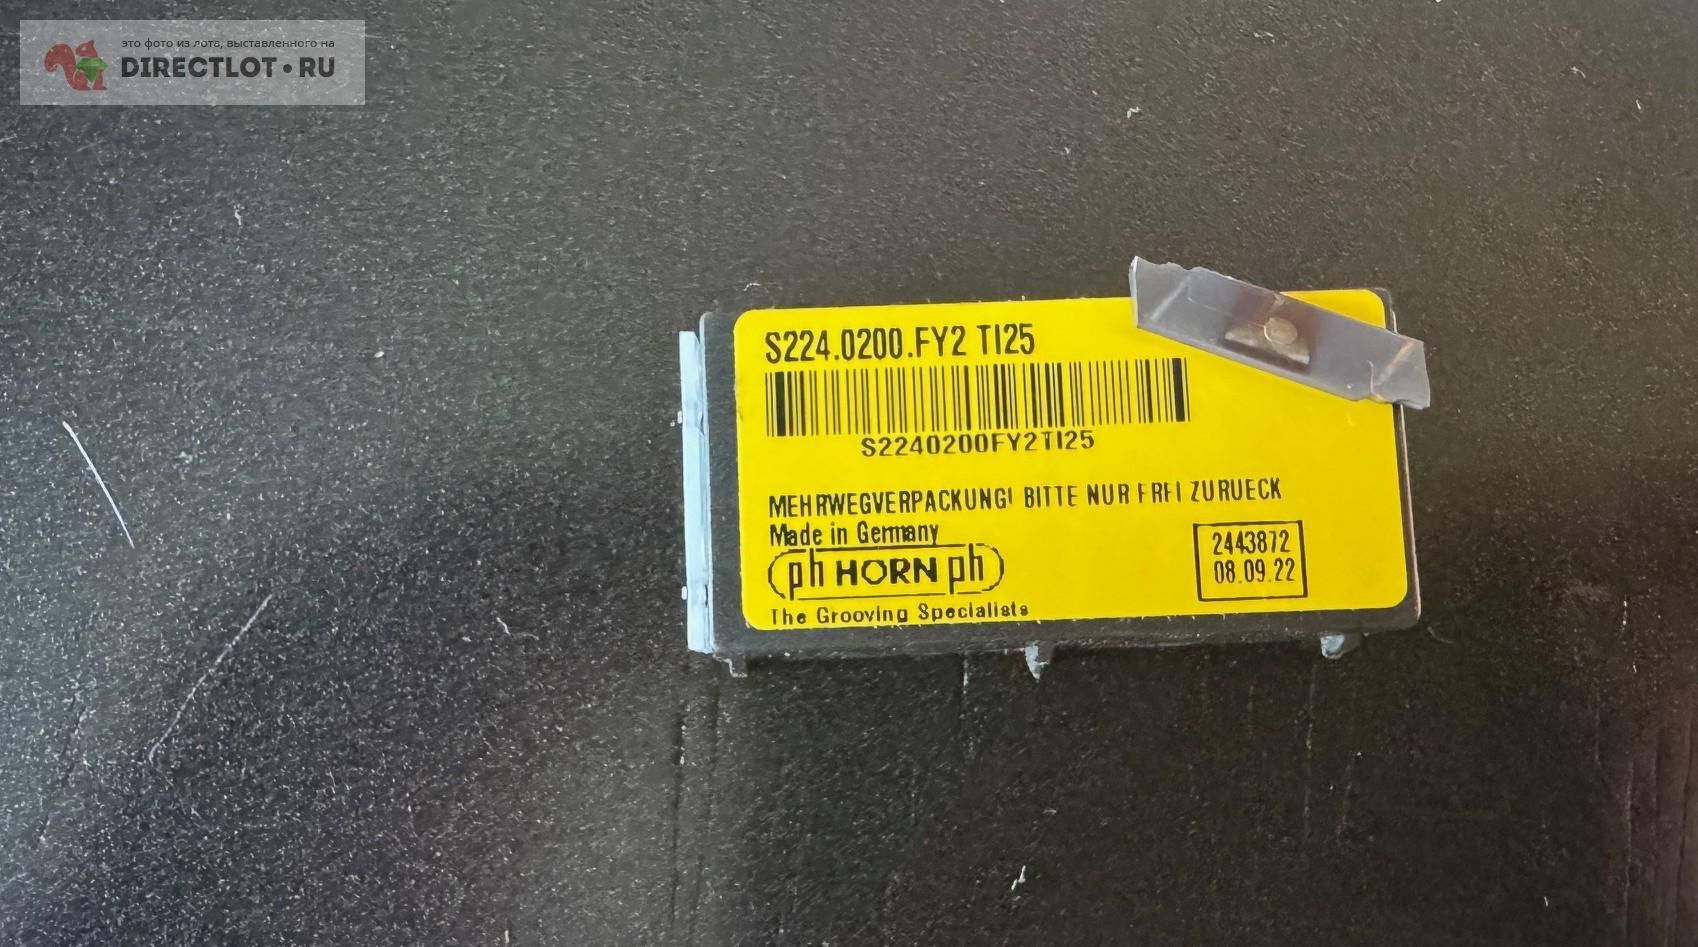 это фото из лота, выставленного на
DIRECTLOT•RU
S224.0200.FY2 TI25
S2240200FY2TI25
MEHRWEGVERPACKUNG! BITTE NUR FREI ZURUECK
Made in Germany
ph HORN ph
2443872
08.09.22
The Grooving Specialists